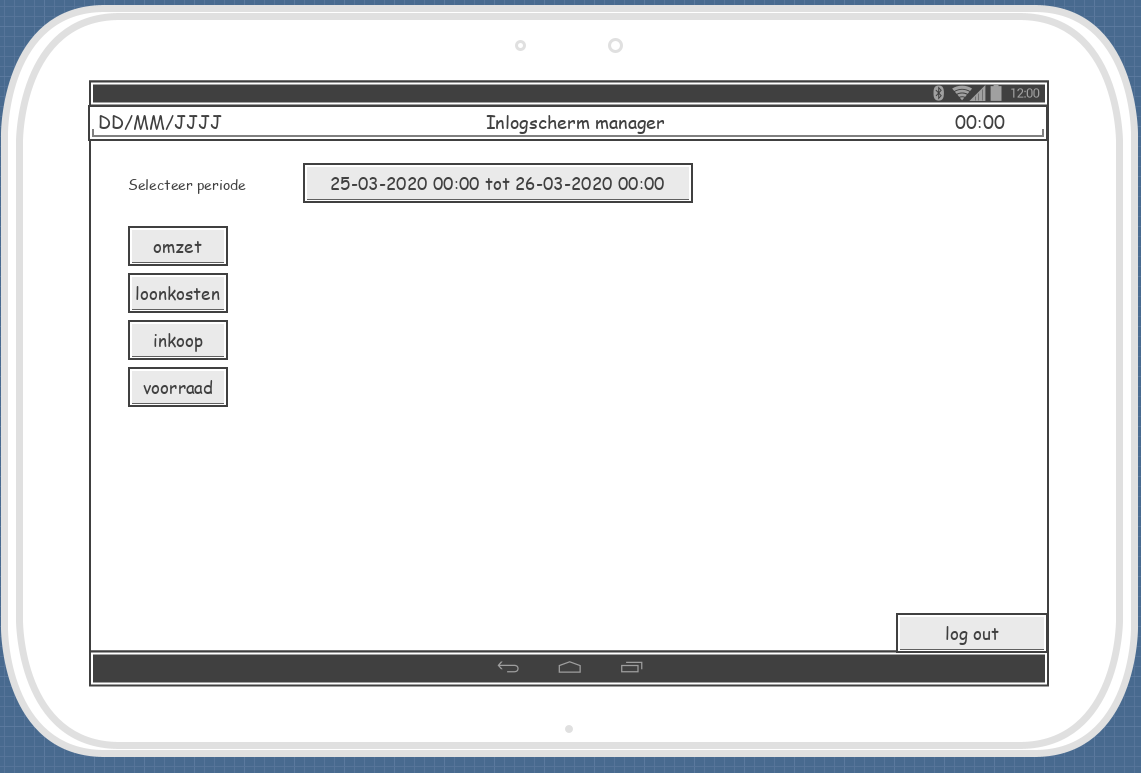 12:00
DD/MM/JJJJ Inlogscherm manager 00:00
Selecteer periode 25-03-2020 00:00 tot 26-03-2020 00:00
omzet
loonkosten
inkoop
voorraad
log out